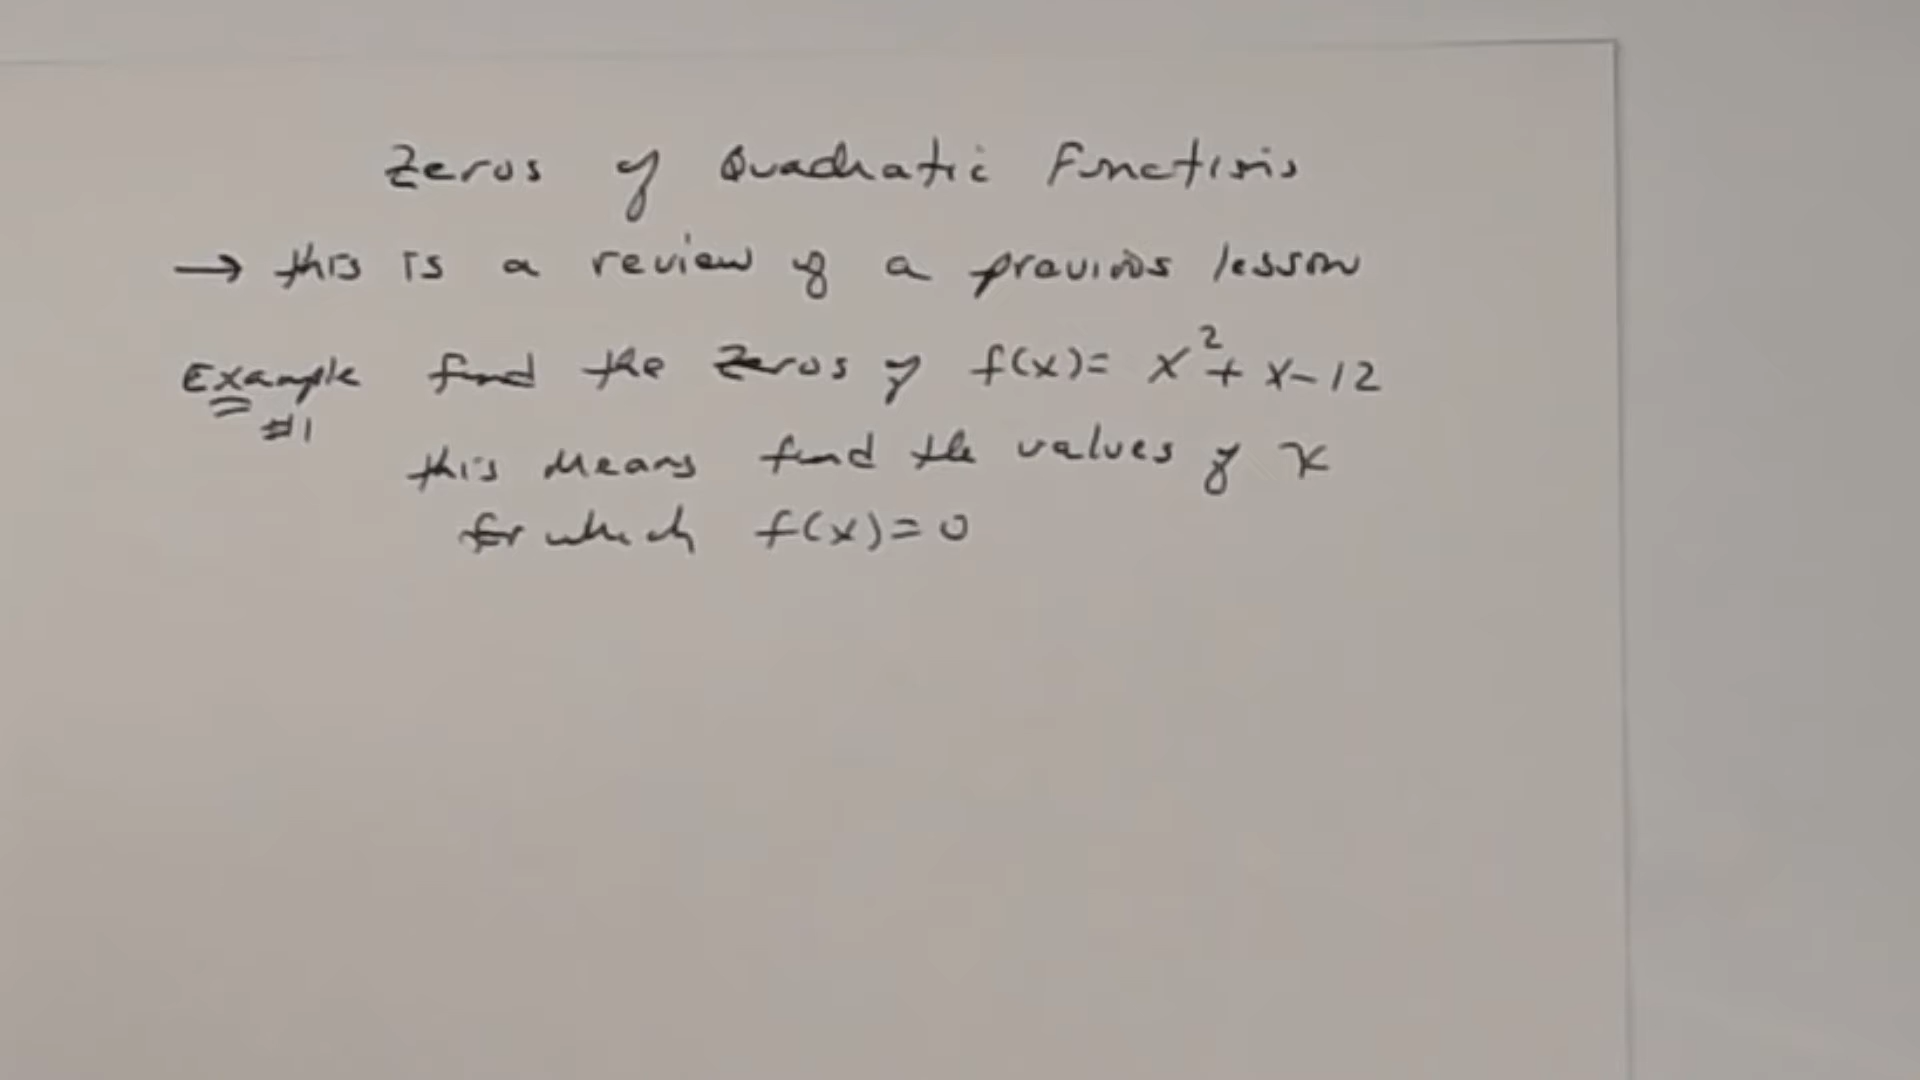 Zeros of Quadratic Functions
→ this is a review of a previous lesson
Example find the zeros of f(x) = x² + x - 12
#1
this means find the values of x
for which f(x) = 0